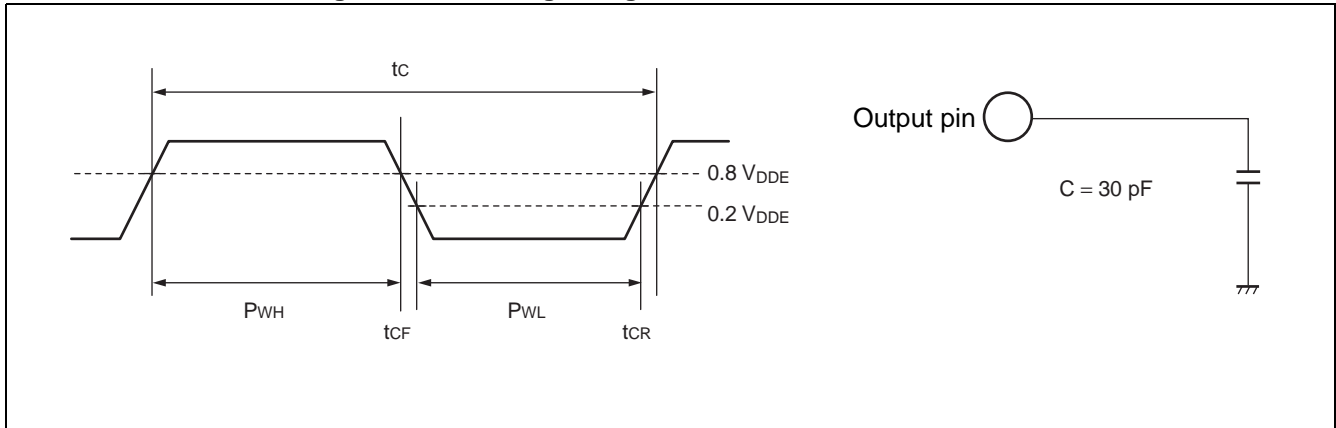 tC
0.8 VDDE
0.2 VDDE
PWH
PWL
tCF
tCR
Output pin
C = 30 pF